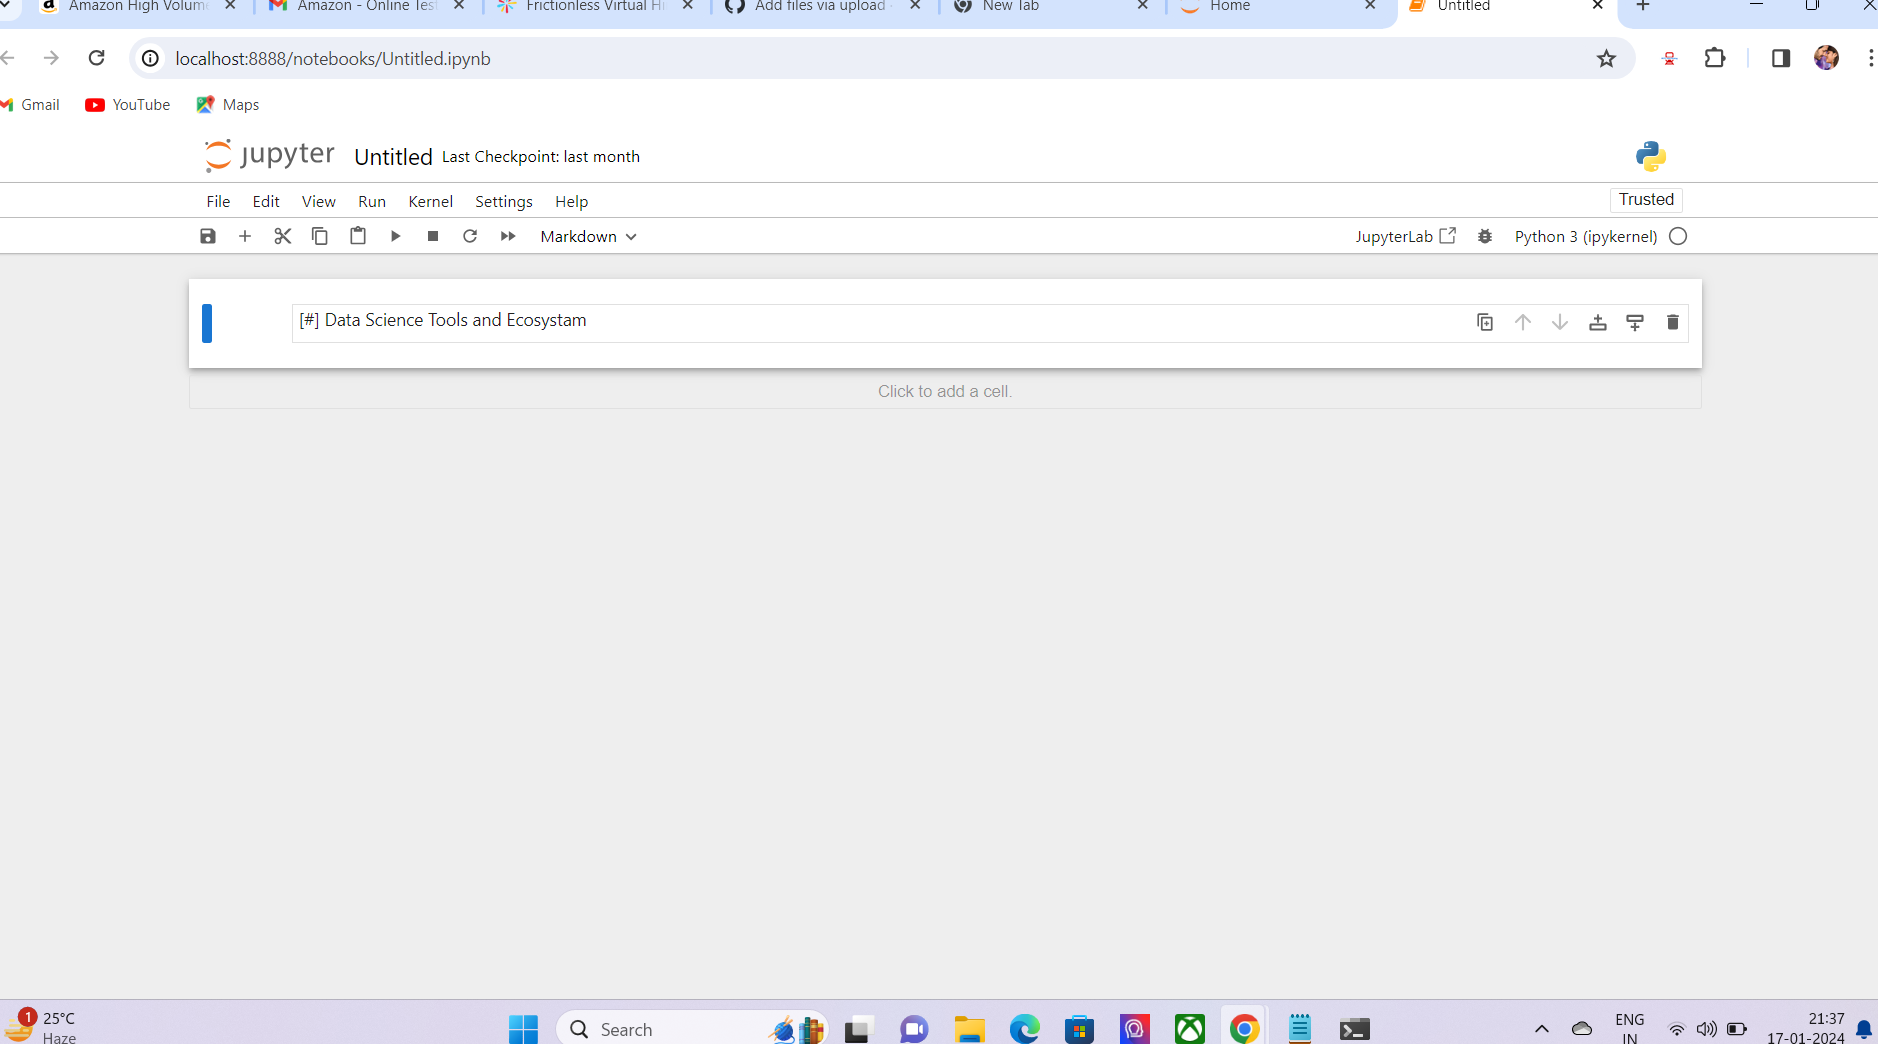 Amazon High Volum
Amazon - Online Test
Frictionless Virtual Hi
Add files via upload
New Tab
Home
Untitled
localhost:8888/notebooks/Untitled.ipynb
Gmail
YouTube
Maps
jupyter Untitled Last Checkpoint: last month
File Edit View Run Kernel Settings Help
Trusted
Markdown
JupyterLab
Python 3 (ipykernel)
[#] Data Science Tools and Ecosystam
Click to add a cell.
1
25°C
Haze
Search
ENG
IN
21:37
17-01-2024